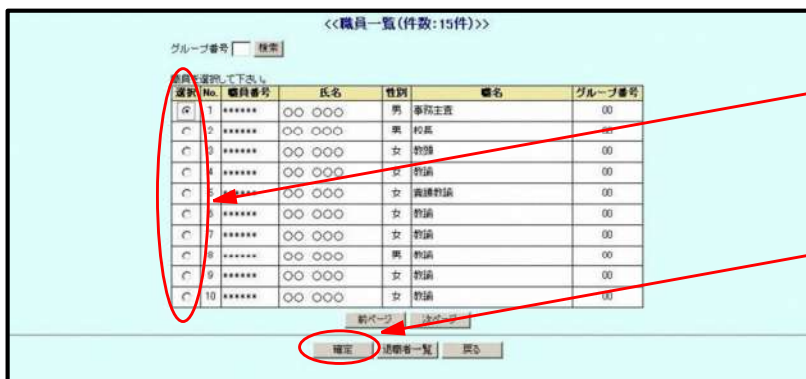 <<職員一覧(件数:15件)>>
グループ番号 検索
職員を選択して下さい。
選択 No. 職員番号 氏名 性別 職名 グループ番号
1 ****** ○○ ○○○ 男 事務主査 00
2 ****** ○○ ○○○ 男 校長 00
3 ****** ○○ ○○○ 女 教頭 00
4 ****** ○○ ○○○ 女 教諭 00
5 ****** ○○ ○○○ 女 養護教諭 00
6 ****** ○○ ○○○ 女 教諭 00
7 ****** ○○ ○○○ 女 教諭 00
8 ****** ○○ ○○○ 男 教諭 00
9 ****** ○○ ○○○ 女 教諭 00
10 ****** ○○ ○○○ 女 教諭 00
前ページ 次ページ
確定 退職者一覧 戻る